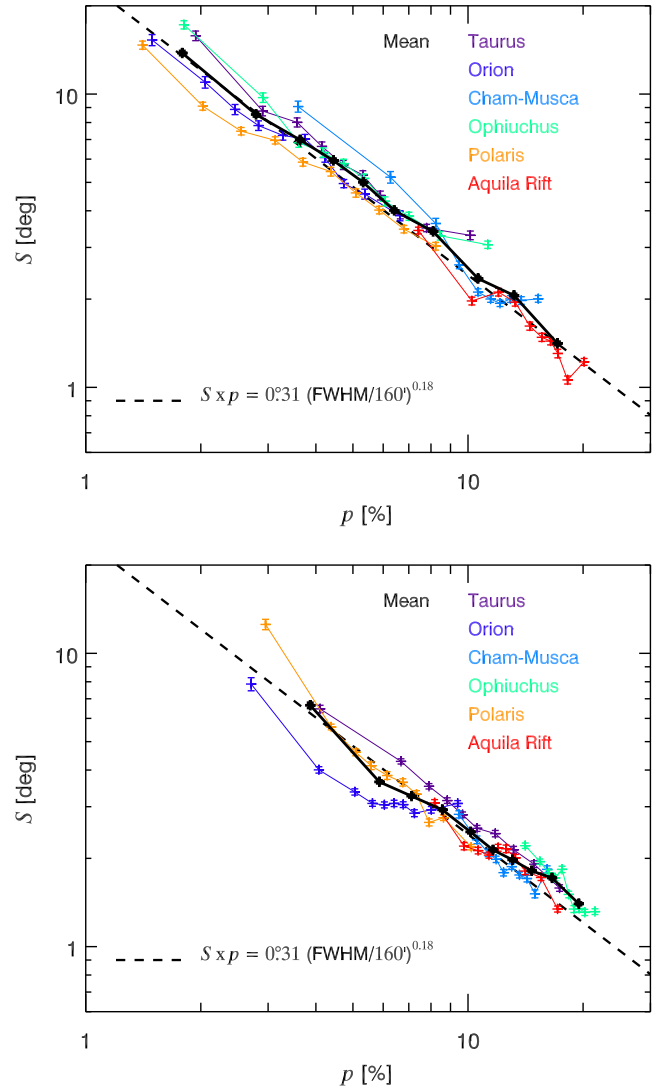 Mean Taurus
Orion
Cham-Musca
Ophiuchus
Polaris
Aquila Rift
10
1
S [deg]
S x p = 0.°31 (FWHM/160')^0.18
1 10
p [%]
Mean Taurus
Orion
Cham-Musca
Ophiuchus
Polaris
Aquila Rift
10
1
S [deg]
S x p = 0.°31 (FWHM/160')^0.18
1 10
p [%]